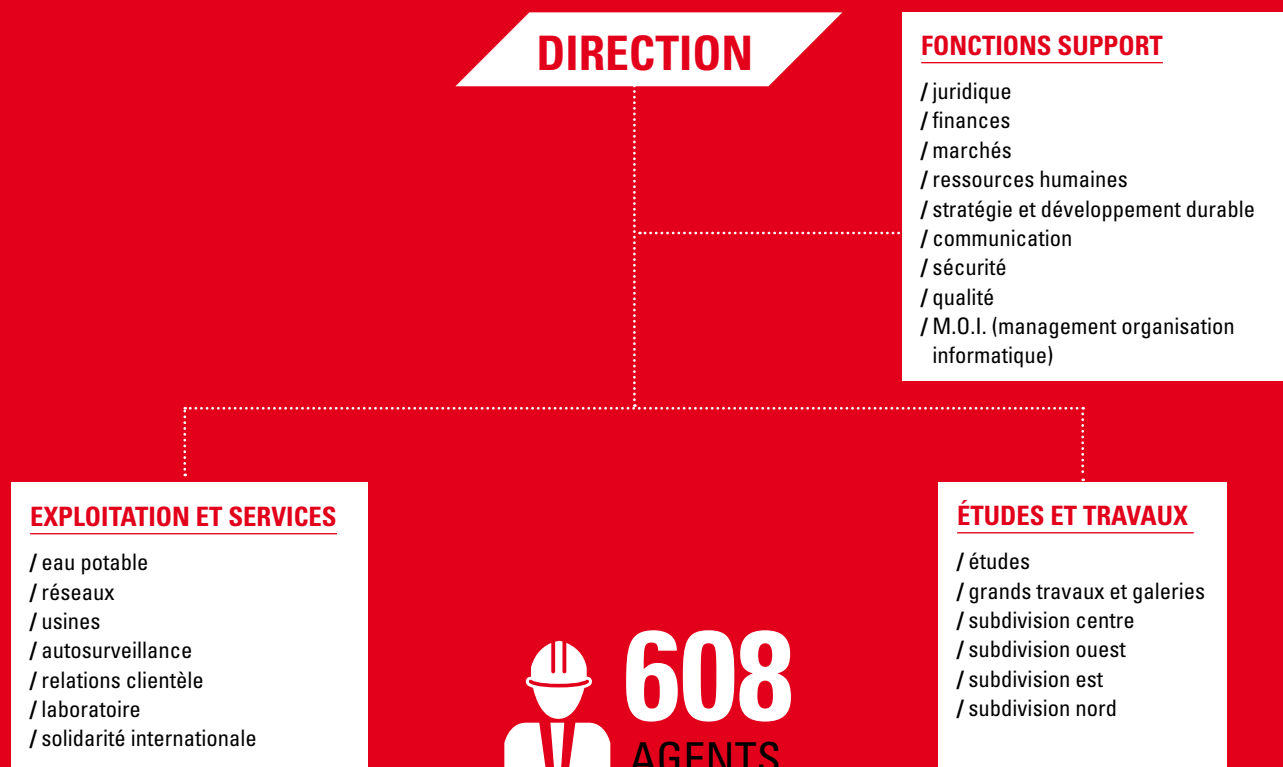 DIRECTION
FONCTIONS SUPPORT
/ juridique
/ finances
/ marchés
/ ressources humaines
/ stratégie et développement durable
/ communication
/ sécurité
/ qualité
/ M.O.I. (management organisation
informatique)
EXPLOITATION ET SERVICES
/ eau potable
/ réseaux
/ usines
/ autosurveillance
/ relations clientèle
/ laboratoire
/ solidarité internationale
608
AGENTS
ÉTUDES ET TRAVAUX
/ études
/ grands travaux et galeries
/ subdivision centre
/ subdivision ouest
/ subdivision est
/ subdivision nord